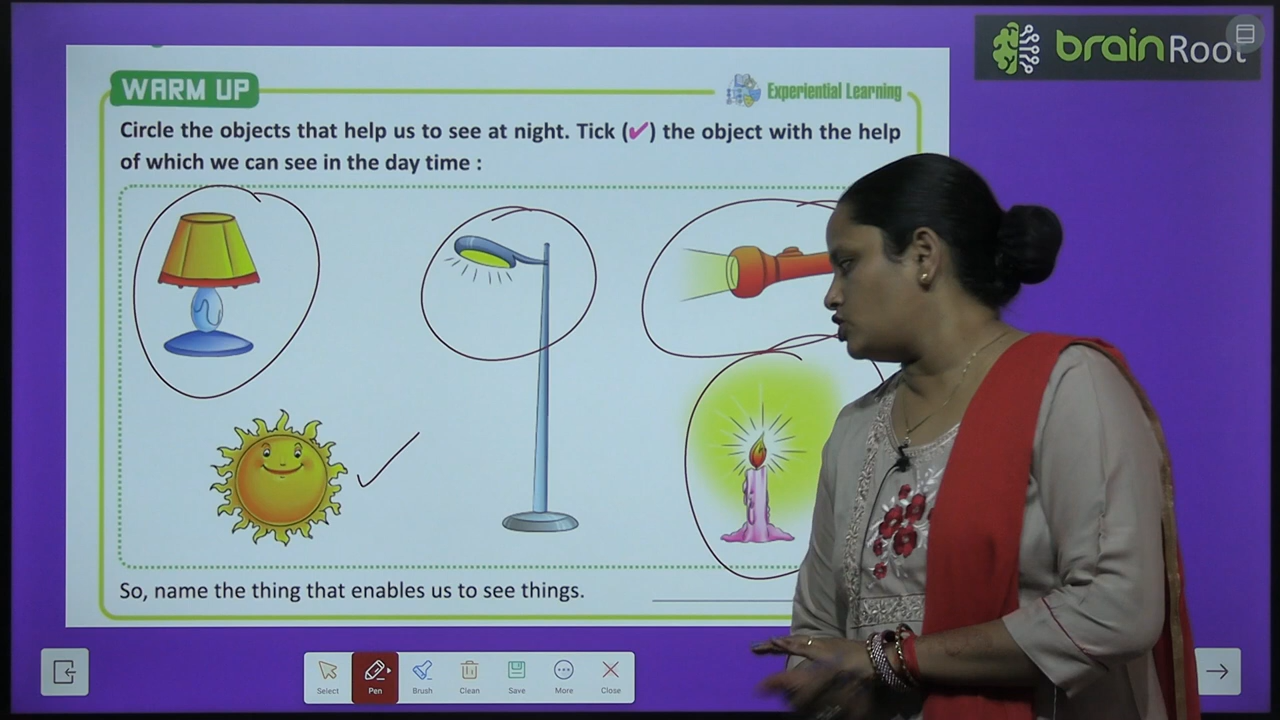 brainRoot
WARM UP
Experiential Learning
Circle the objects that help us to see at night. Tick (✔) the object with the help
of which we can see in the day time :
So, name the thing that enables us to see things.
Select Pen Brush Clean Save More Close